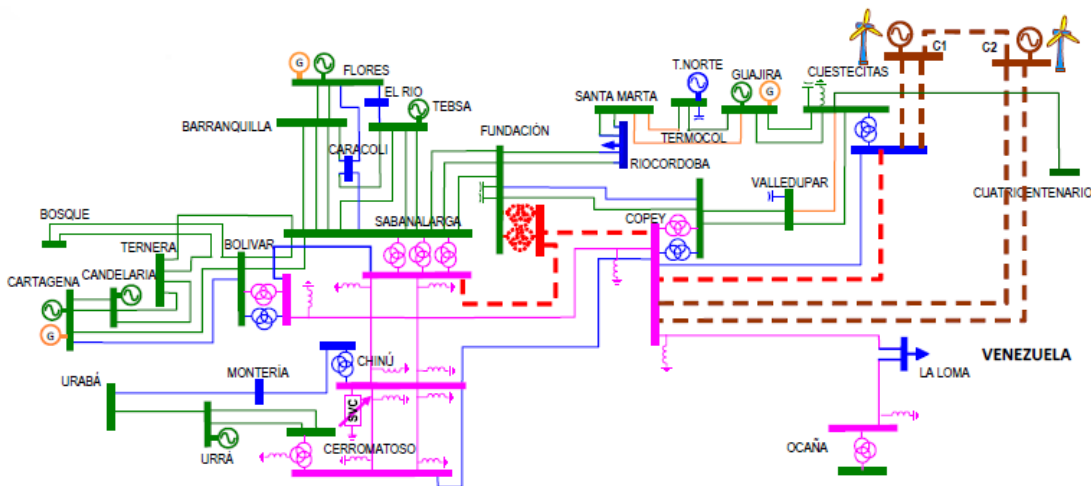 C1
C2
G
FLORES
T.NORTE
GUAJIRA
G
CUESTECITAS
EL RIO
TEBSA
SANTA MARTA
BARRANQUILLA
FUNDACIÓN
TERMOCOL
CARACOLI
RIOCORDOBA
VALLEDUPAR
CUATRICENTENARIO
BOSQUE
SABANALARGA
COPEY
TERNERA
BOLIVAR
CARTAGENA
CANDELARIA
G
VENEZUELA
CHINÚ
MONTERÍA
LA LOMA
URABÁ
SVC
URRÁ
CERROMATOSO
OCAÑA